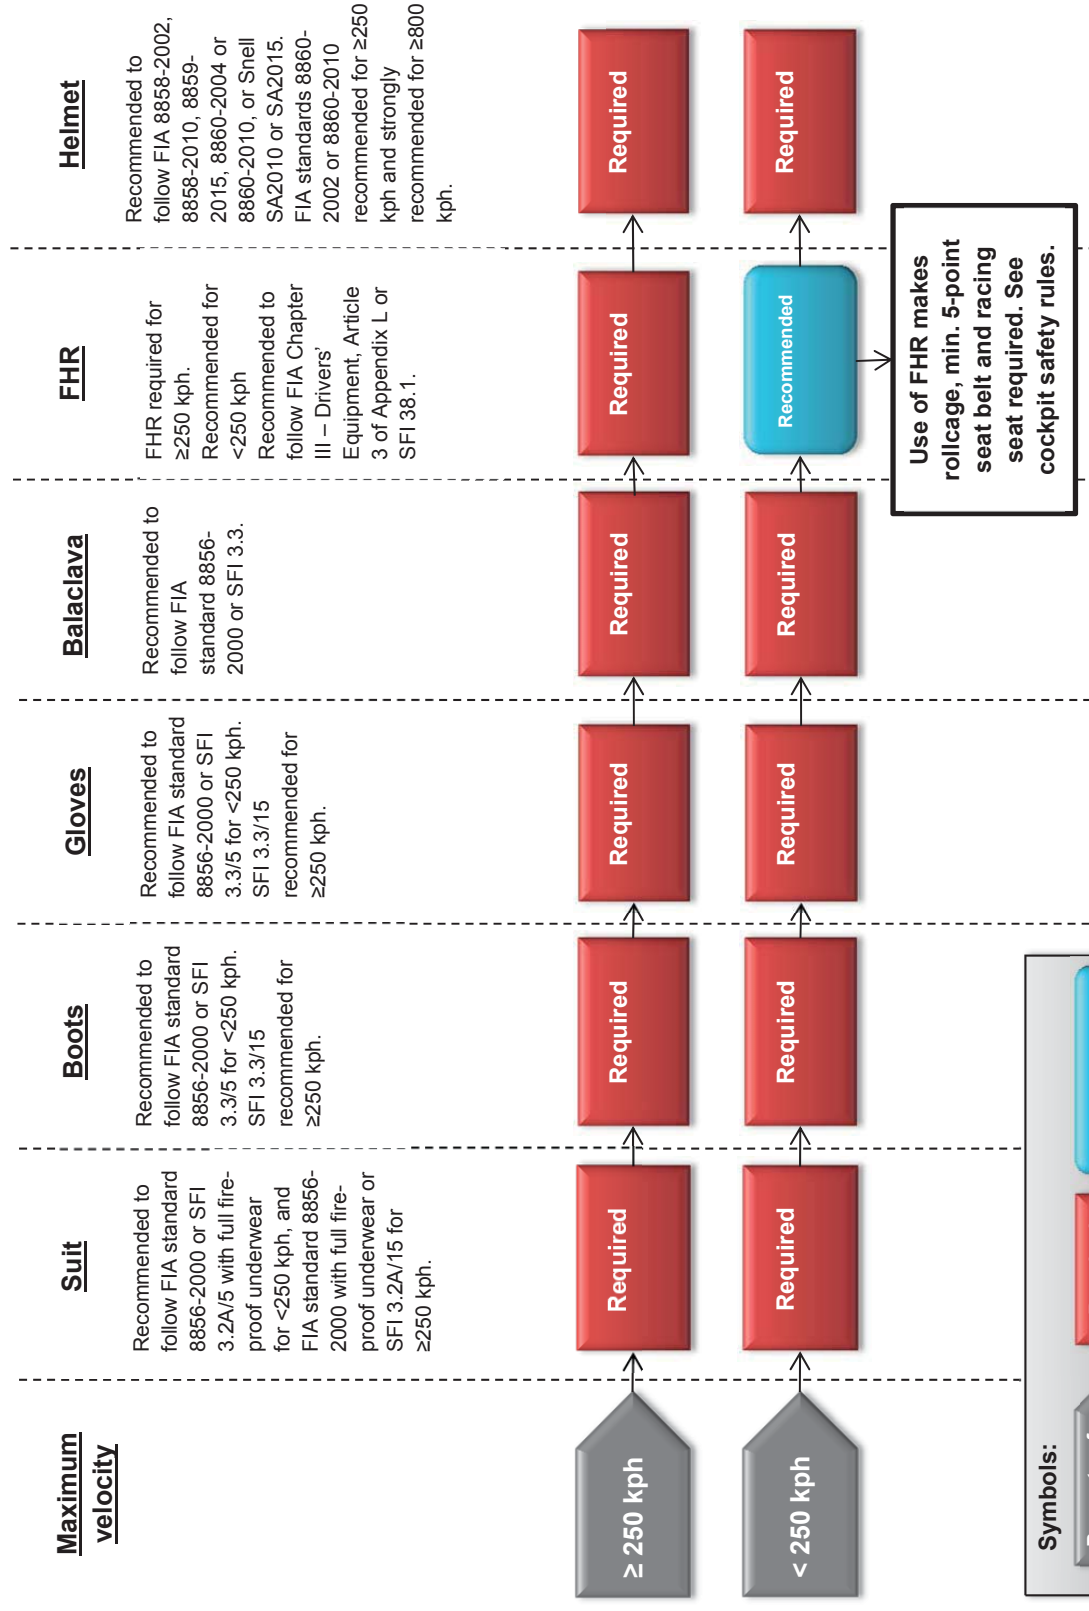 Maximum
velocity
Suit
Recommended to
follow FIA standard
8856-2000 or SFI
3.2A/5 with full fire-
proof underwear
for <250 kph, and
FIA standard 8856-
2000 with full fire-
proof underwear or
SFI 3.2A/15 for
≥250 kph.
Boots
Recommended to
follow FIA standard
8856-2000 or SFI
3.3/5 for <250 kph.
SFI 3.3/15
recommended for
≥250 kph.
Gloves
Recommended to
follow FIA standard
8856-2000 or SFI
3.3/5 for <250 kph.
SFI 3.3/15
recommended for
≥250 kph.
Balaclava
Recommended to
follow FIA
standard 8856-
2000 or SFI 3.3.
FHR
FHR required for
≥250 kph.
Recommended for
<250 kph
Recommended to
follow FIA Chapter
III – Drivers'
Equipment, Article
3 of Appendix L or
SFI 38.1.
Helmet
Recommended to
follow FIA 8858-2002,
8858-2010, 8859-
2015, 8860-2004 or
8860-2010, or Snell
SA2010 or SA2015.
FIA standards 8860-
2002 or 8860-2010
recommended for ≥250
kph and strongly
recommended for ≥800
kph.
≥ 250 kph
Required
Required
Required
Required
Required
Required
< 250 kph
Required
Required
Required
Required
Recommended
Required
Use of FHR makes
rollcage, min. 5-point
seat belt and racing
seat required. See
cockpit safety rules.
Symbols: